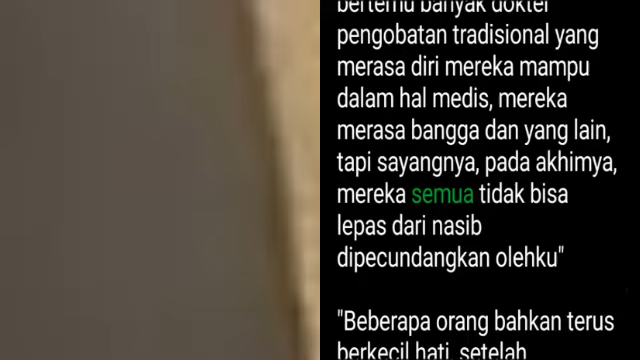 bertemu banyak dokter
pengobatan tradisional yang
merasa diri mereka mampu
dalam hal medis, mereka
merasa bangga dan yang lain,
tapi sayangnya, pada akhirnya,
mereka semua tidak bisa
lepas dari nasib
dipecundangkan olehku"
"Beberapa orang bahkan terus
berkecil hati, setelah